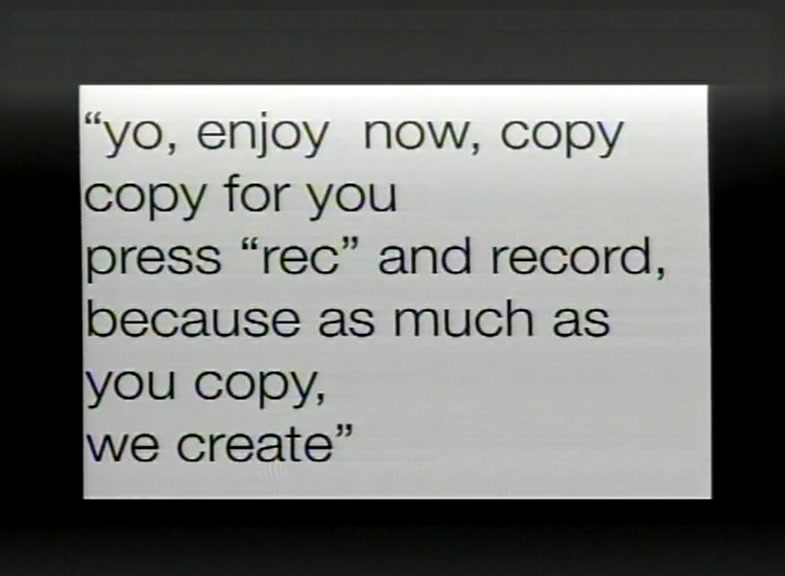 “yo, enjoy  now, copy
copy for you
press “rec” and record,
because as much as
you copy,
we create”